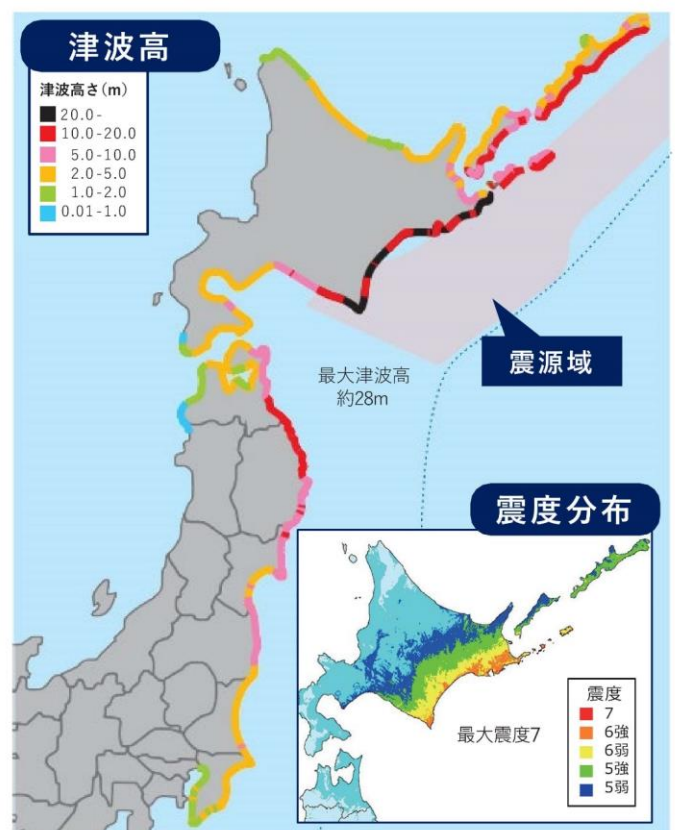 津波高
津波高さ(m)
20.0-
10.0-20.0
5.0-10.0
2.0-5.0
1.0-2.0
0.01-1.0
震源域
最大津波高
約28m
震度分布
最大震度7
震度
7
6強
6弱
5強
5弱